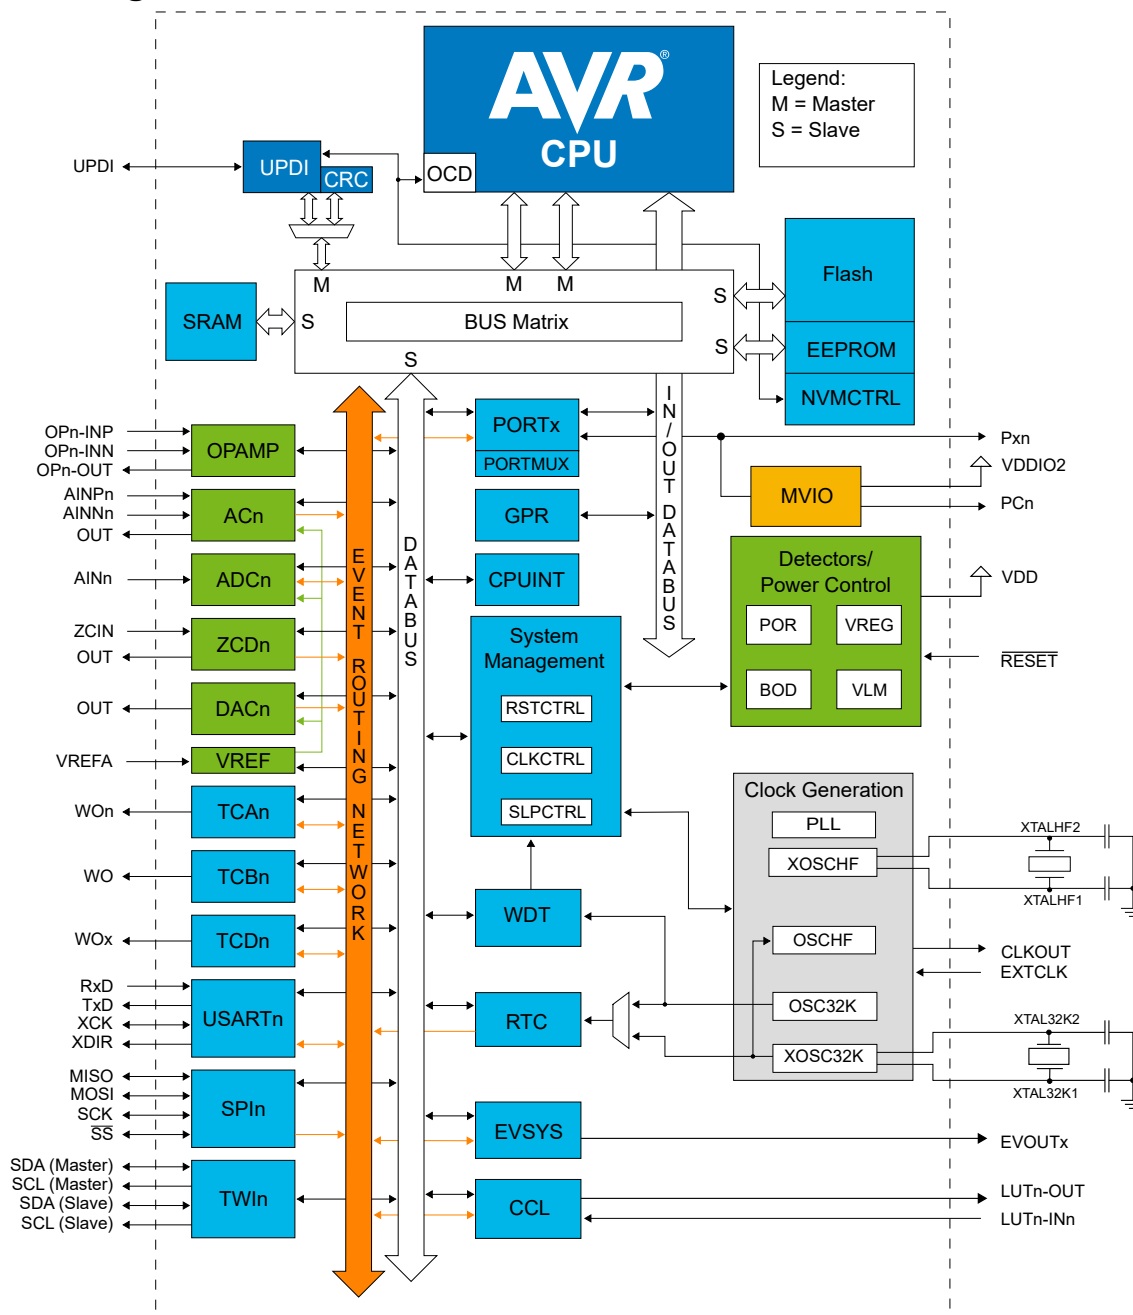 AVR®
CPU
OCD
Legend:
M = Master
S = Slave
UPDI
UPDI
CRC
Flash
EEPROM
NVMCTRL
SRAM
M
M
M
S
S
S
S
BUS Matrix
OPn-INP
OPn-INN
OPn-OUT
OPAMP
AINPn
AINNn
OUT
ACn
AINn
ADCn
ZCIN
OUT
ZCDn
OUT
DACn
VREFA
VREF
WOn
TCAn
WO
TCBn
WOx
TCDn
RxD
TxD
XCK
XDIR
USARTn
MISO
MOSI
SCK
SS
SPIn
SDA (Master)
SCL (Master)
SDA (Slave)
SCL (Slave)
TWIn
EVENT ROUTING NETWORK
DATABUS
IN/OUT DATABUS
PORTx
PORTMUX
GPR
CPUINT
System
Management
RSTCTRL
CLKCTRL
SLPCTRL
WDT
RTC
EVSYS
CCL
MVIO
Pxn
VDDIO2
PCn
Detectors/
Power Control
POR
VREG
BOD
VLM
VDD
RESET
Clock Generation
PLL
XOSCHF
OSCHF
OSC32K
XOSC32K
XTALHF2
XTALHF1
CLKOUT
EXTCLK
XTAL32K2
XTAL32K1
EVOUTx
LUTn-OUT
LUTn-INn